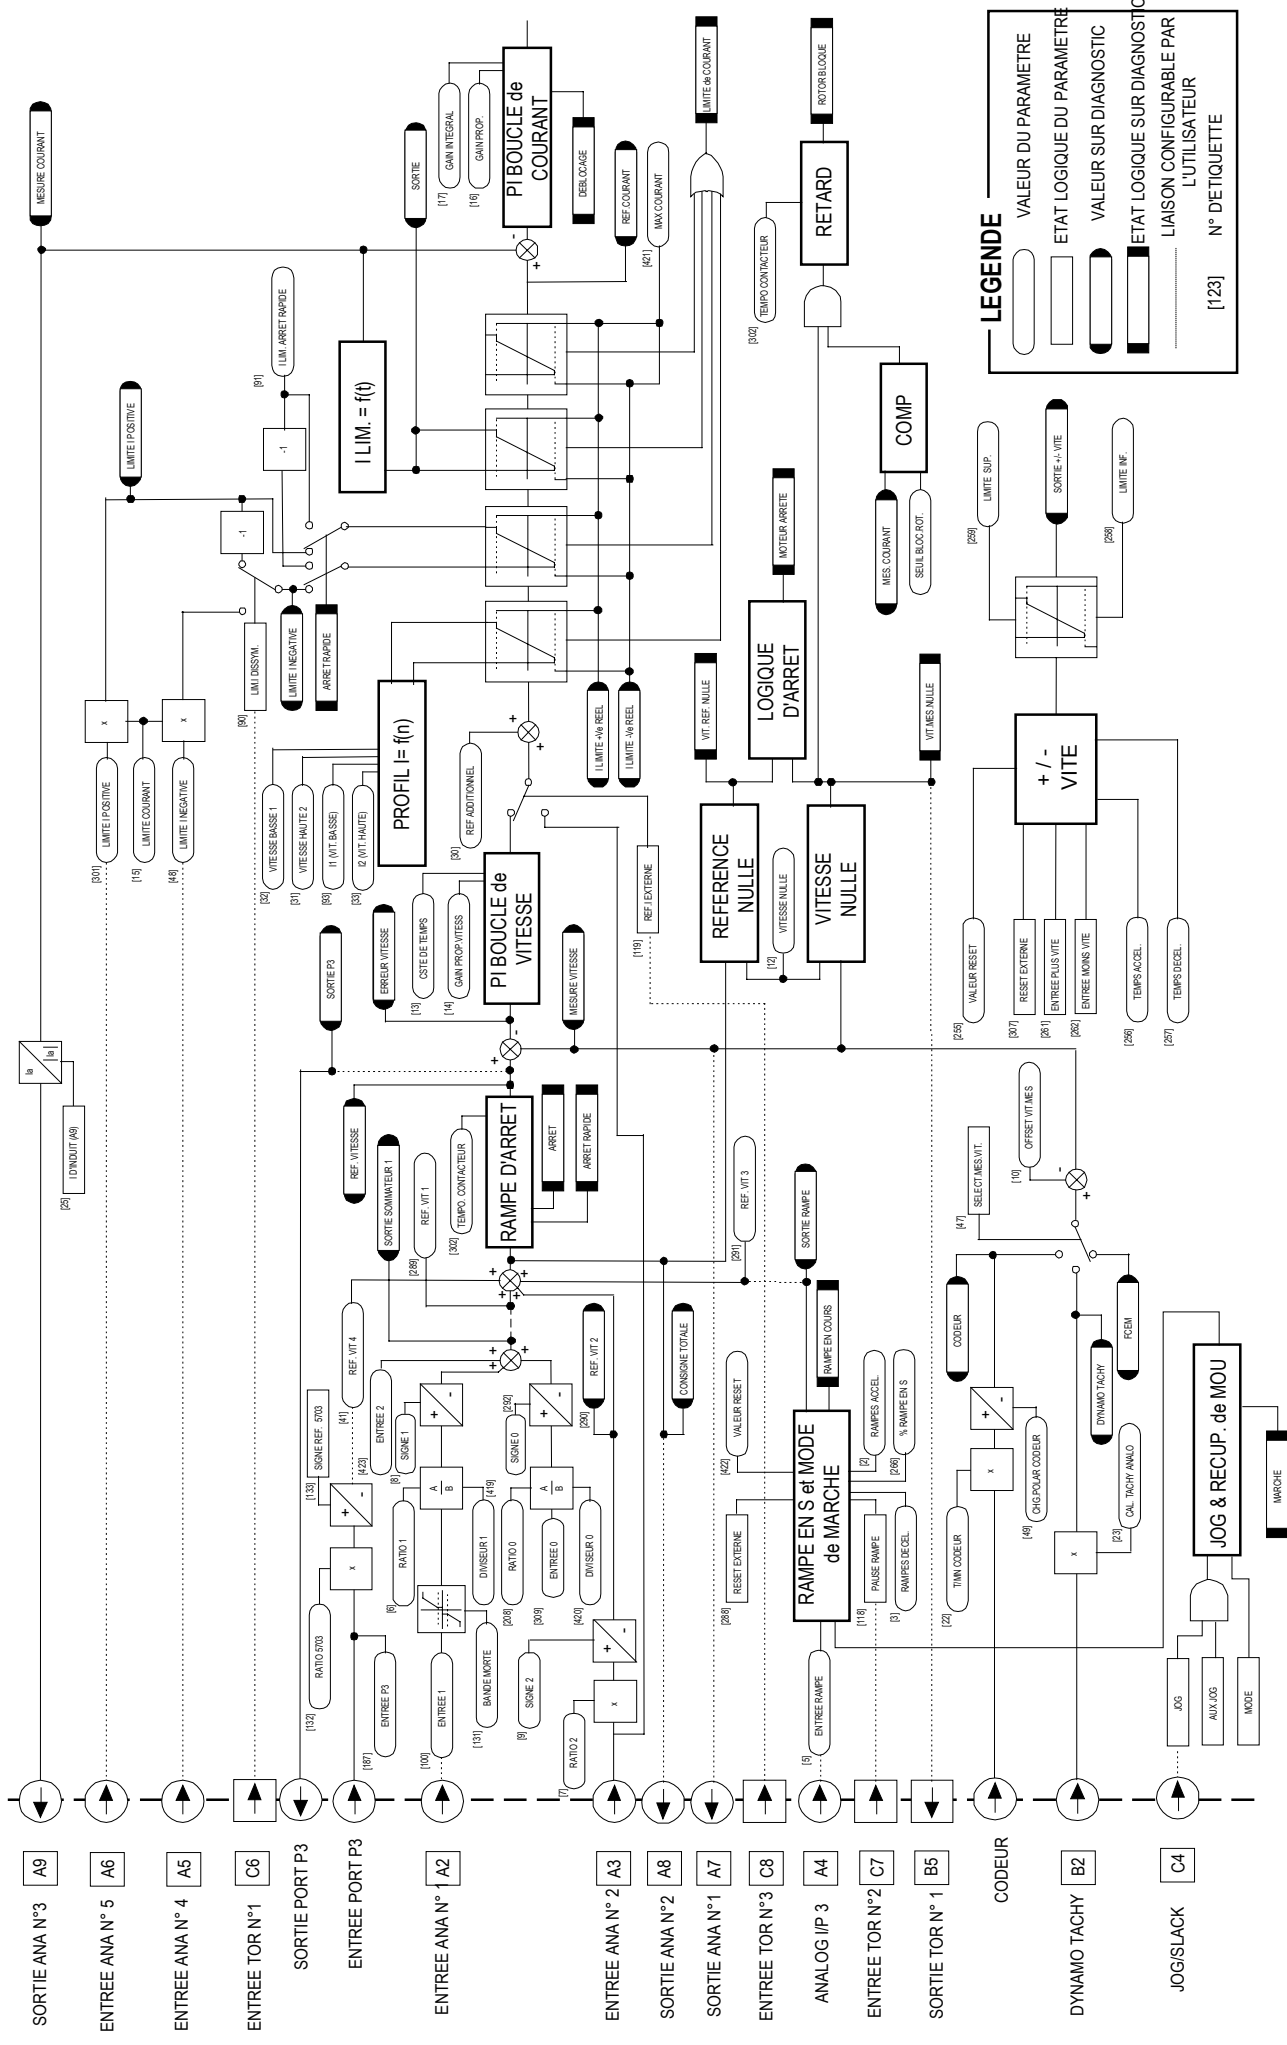 SORTIE ANA N°3
A9
ENTREE ANA N° 5
A6
ENTREE ANA N° 4
A5
ENTREE TOR N°1
C6
SORTIE PORT P3
ENTREE PORT P3
ENTREE ANA N° 1
A2
ENTREE ANA N° 2
A3
SORTIE ANA N°2
A8
SORTIE ANA N°1
A7
ENTREE TOR N°3
C8
ANALOG I/P 3
A4
ENTREE TOR N°2
C7
SORTIE TOR N° 1
B5
CODEUR
DYNAMO TACHY
B2
JOG/SLACK
C4
MESURE COURANT
Ia
|Ia|
I D'INDUIT (A9)
[25]
LIMITE I POSITIVE
[301]
LIMITE COURANT
[15]
LIMITE I NEGATIVE
[48]
x
x
LIMITE I POSITIVE
-1
LIM.I DISSYM.
[90]
LIMITE I NEGATIVE
ARRET RAPIDE
-1
I LIM. ARRET RAPIDE
[91]
I LIM. = f(t)
SORTIE
GAIN INTEGRAL
[17]
GAIN PROP.
[16]
PI BOUCLE de
COURANT
DEBLOCAGE
REF.COURANT
MAX COURANT
[421]
LIMITE de COURANT
VITESSE BASSE 1
[32]
VITESSE HAUTE 2
[31]
I1 (VIT. BASSE)
[93]
I2 (VIT. HAUTE)
[33]
PROFIL I= f(n)
REF ADDITIONNEL
[30]
I LIMITE +Ve REEL
I LIMITE -Ve REEL
SORTIE P3
ERREUR VITESSE
CSTE DE TEMPS
[13]
GAIN PROP.VITESS
[14]
PI BOUCLE de
VITESSE
MESURE VITESSE
REF.I EXTERNE
[119]
REF. VITESSE
SORTIE SOMMATEUR 1
REF. VIT 1
[289]
TEMPO. CONTACTEUR
[302]
RAMPE D'ARRET
ARRET
ARRET RAPIDE
RATIO 5703
[132]
ENTREE P3
[187]
x
SIGNE REF. 5703
[133]
REF. VIT 4
[41]
ENTREE 2
[423]
SIGNE 1
[8]
RATIO 1
[6]
A
B
DIVISEUR 1
[419]
ENTREE 1
[100]
BANDE MORTE
[131]
SIGNE 0
[292]
RATIO 0
[208]
A
B
ENTREE 0
[309]
DIVISEUR 0
[420]
SIGNE 2
[9]
RATIO 2
[7]
x
REF. VIT 2
[290]
CONSIGNE TOTALE
REF. VIT 3
[291]
SORTIE RAMPE
RAMPE EN COURS
VALEUR RESET
[422]
RESET EXTERNE
[288]
RAMPE EN S et MODE
de MARCHE
RAMPES ACCEL.
[2]
% RAMPE EN S
[266]
PAUSE RAMPE
[118]
RAMPES DECEL.
[3]
ENTREE RAMPE
[5]
REFERENCE
NULLE
VITESSE NULLE
[12]
VITESSE
NULLE
VIT. REF. NULLE
LOGIQUE
D'ARRET
MOTEUR ARRETE
VIT.MES.NULLE
TEMPO CONTACTEUR
[302]
RETARD
ROTOR BLOQUE
COMP
MES. COURANT
SEUIL BLOC.ROT.
CODEUR
T/MN CODEUR
[22]
x
CHG.POLAR CODEUR
[49]
SELECT.MES.VIT.
[47]
OFFSET VIT.MES
[10]
DYNAMO TACHY
FCEM
x
CAL. TACHY ANALO
[23]
JOG & RECUP. de MOU
MARCHE
JOG
AUX JOG
MODE
VALEUR RESET
[255]
RESET EXTERNE
[307]
ENTREE PLUS VITE
[261]
ENTREE MOINS VITE
[262]
TEMPS ACCEL.
[256]
TEMPS DECEL.
[257]
+ / -
VITE
LIMITE SUP.
[259]
SORTIE +/- VITE
LIMITE INF.
[258]
LEGENDE
VALEUR DU PARAMETRE
ETAT LOGIQUE DU PARAMETRE
VALEUR SUR DIAGNOSTIC
ETAT LOGIQUE SUR DIAGNOSTIC
LIAISON CONFIGURABLE PAR
L'UTILISATEUR
[123]
N° D'ETIQUETTE